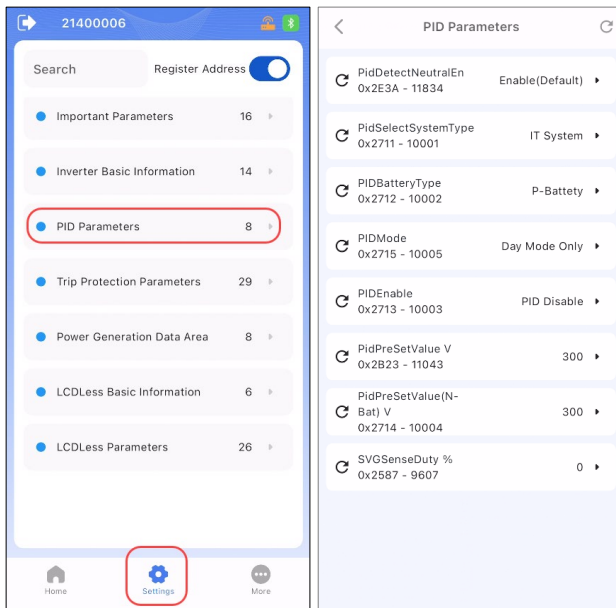 21400006
Search
Register Address
Important Parameters 16
Inverter Basic Information 14
PID Parameters 8
Trip Protection Parameters 29
Power Generation Data Area 8
LCDLess Basic Information 6
LCDLess Parameters 26
Home
Settings
More
PID Parameters
PidDetectNeutralEn
0x2E3A - 11834
Enable(Default)
PidSelectSystemType
0x2711 - 10001
IT System
PIDBatteryType
0x2712 - 10002
P-Battety
PIDMode
0x2715 - 10005
Day Mode Only
PIDEnable
0x2713 - 10003
PID Disable
PidPreSetValue V
0x2B23 - 11043
300
PidPreSetValue(N-
Bat) V
0x2714 - 10004
300
SVGSenseDuty %
0x2587 - 9607
0